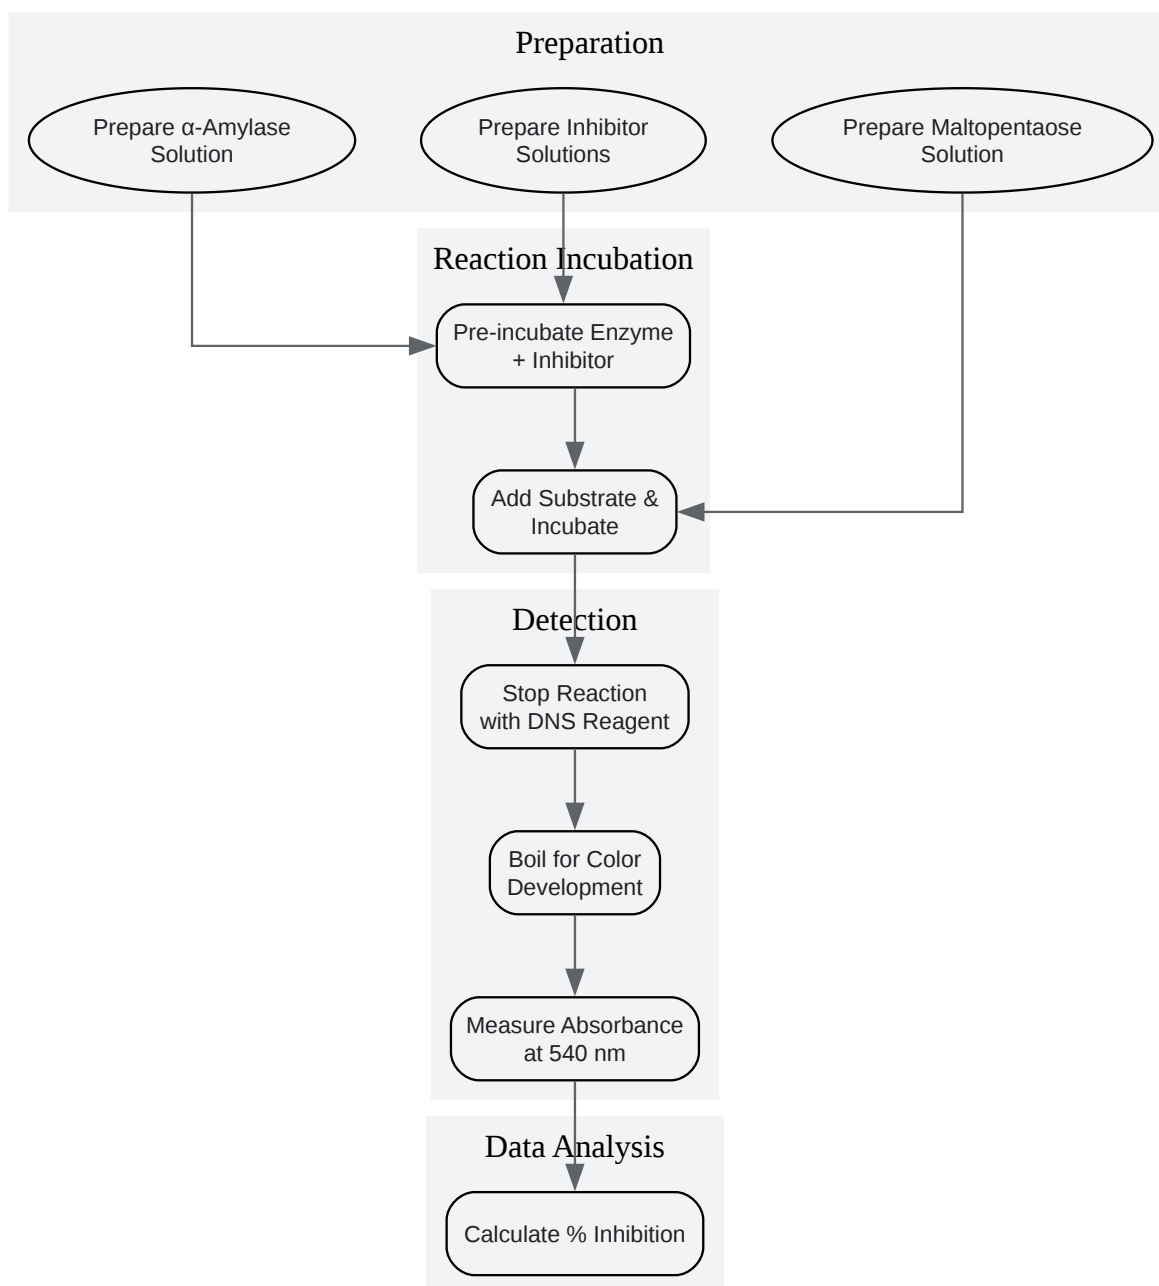 Preparation
Prepare α-Amylase
Solution
Prepare Inhibitor
Solutions
Prepare Maltopentaose
Solution
Reaction Incubation
Pre-incubate Enzyme
+ Inhibitor
Add Substrate &
Incubate
Detection
Stop Reaction
with DNS Reagent
Boil for Color
Development
Measure Absorbance
at 540 nm
Data Analysis
Calculate % Inhibition